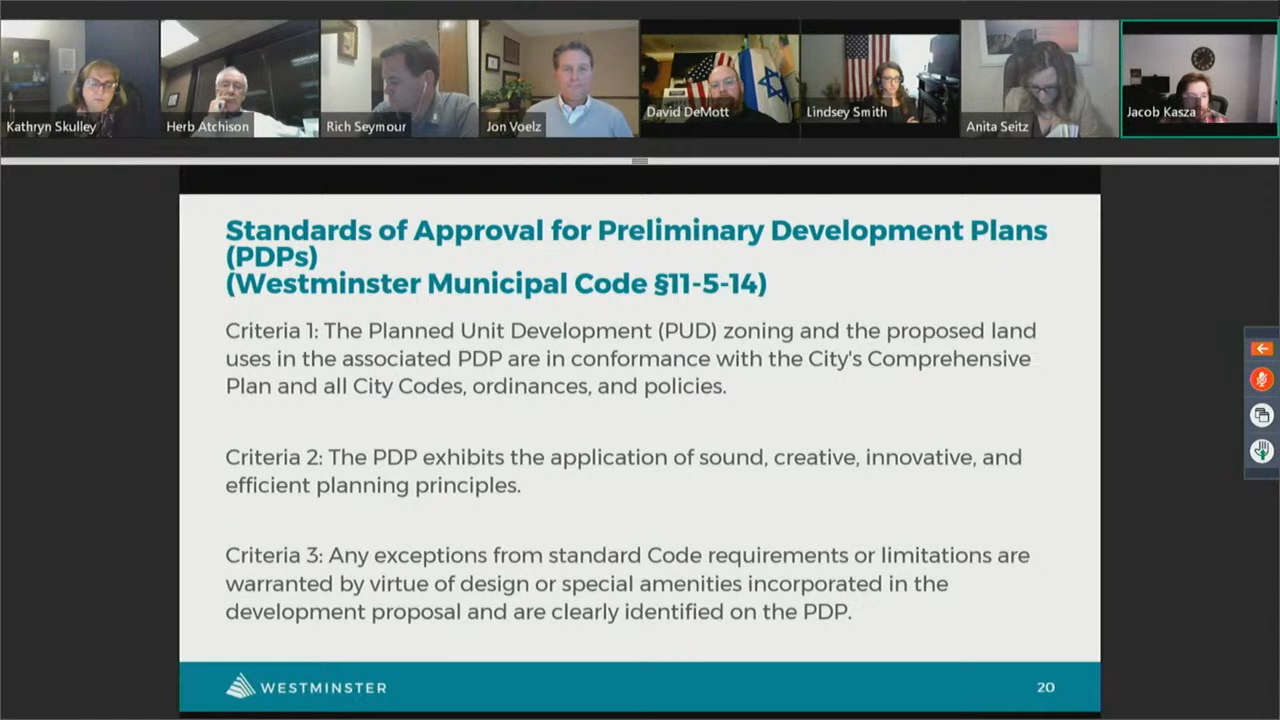 Kathryn Skulley
Herb Atchison
Rich Seymour
Jon Voelz
David DeMott
Lindsey Smith
Anita Seitz
Jacob Kasza
Standards of Approval for Preliminary Development Plans
(PDPs)
(Westminster Municipal Code §11-5-14)
Criteria 1: The Planned Unit Development (PUD) zoning and the proposed land
uses in the associated PDP are in conformance with the City's Comprehensive
Plan and all City Codes, ordinances, and policies.
Criteria 2: The PDP exhibits the application of sound, creative, innovative, and
efficient planning principles.
Criteria 3: Any exceptions from standard Code requirements or limitations are
warranted by virtue of design or special amenities incorporated in the
development proposal and are clearly identified on the PDP.
WESTMINSTER
20